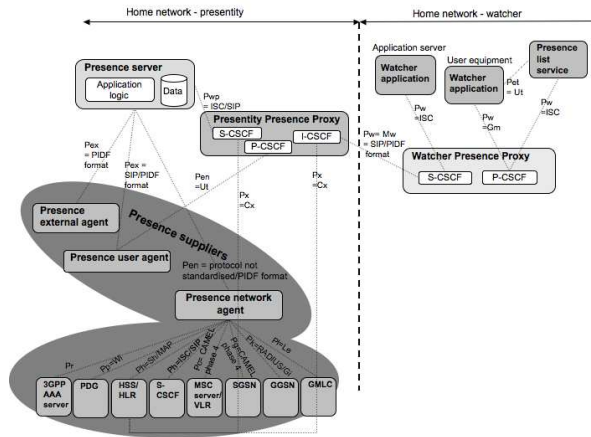 Home network - presentity
Home network - watcher
Presence server
Application
logic
Data
Pwp
= ISC/SIP
Presentity Presence Proxy
S-CSCF
I-CSCF
P-CSCF
Application server
Watcher
application
User equipment
Watcher
application
Pet
= Ut
Presence
list
service
Pw
=ISC
Pw
=Gm
Pw
=ISC
Pw= Mw
= SIP/PIDF
format
Watcher Presence Proxy
S-CSCF
P-CSCF
Pex
= PIDF
format
Pex =
SIP/PIDF
format
Pen
=Ut
Px
=Cx
Px
=Cx
Presence
external agent
Presence suppliers
Presence user agent
Pen = protocol not
standardised/PIDF format
Presence network
agent
Pr
Pp=Wi
Ph=Sh/MAP
Ph=ISC/SIP
Po= CAMEL
phase 4
Pg=CAMEL
phase 4
Pk=RADIUS/Gi
Pl=Le
3GPP
AAA
server
PDG
HSS/
HLR
S-
CSCF
MSC
server/
VLR
SGSN
GGSN
GMLC